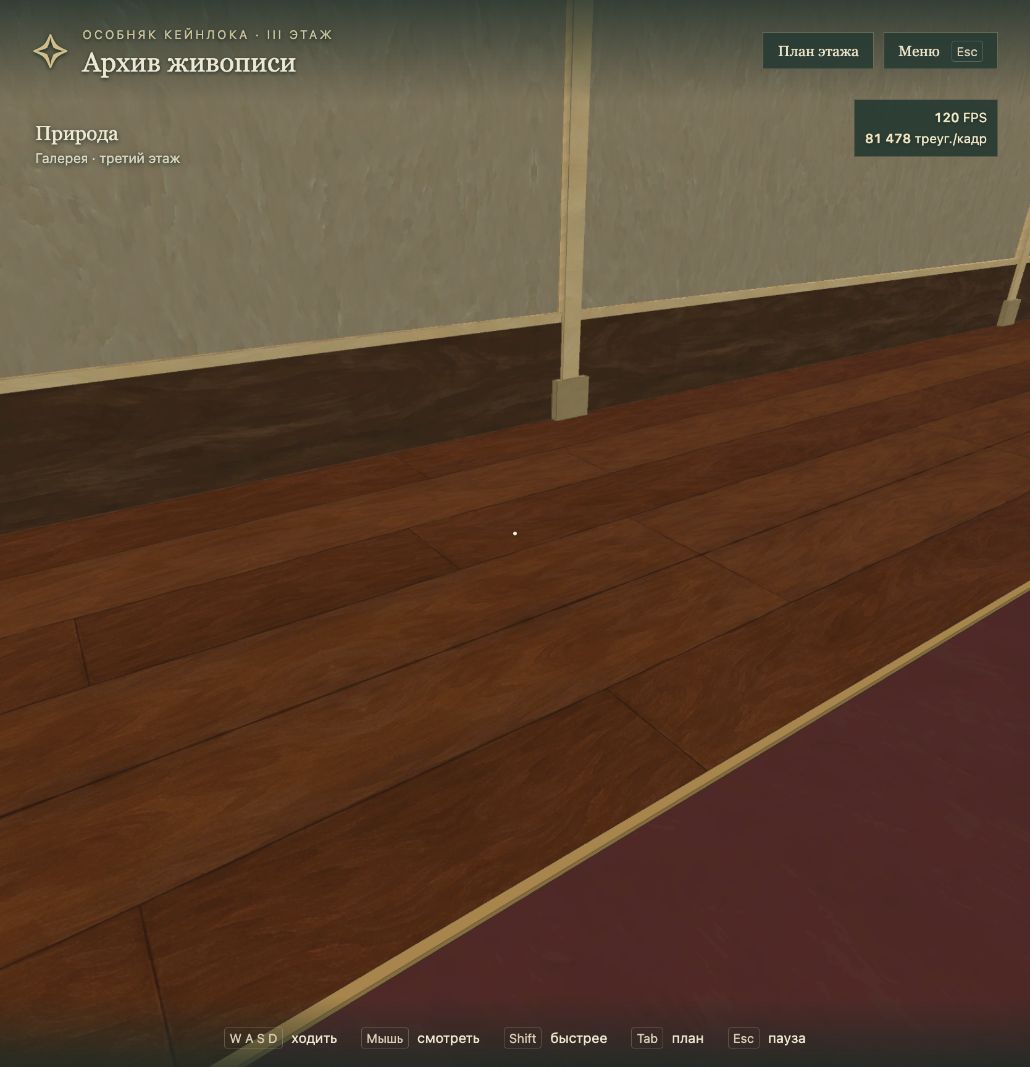 ОСОБНЯК КЕЙНЛОКА · III ЭТАЖ
Архив живописи
План этажа
Меню Esc
120 FPS
81 478 треуг./кадр
Природа
Галерея · третий этаж
W A S D ходить Мышь смотреть Shift быстрее Tab план Esc пауза